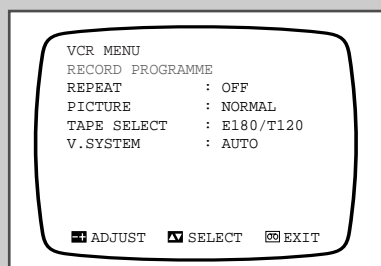 VCR MENU
RECORD PROGRAMME
REPEAT : OFF
PICTURE : NORMAL
TAPE SELECT : E180/T120
V.SYSTEM : AUTO
-+ ADJUST ▲▼ SELECT EXIT